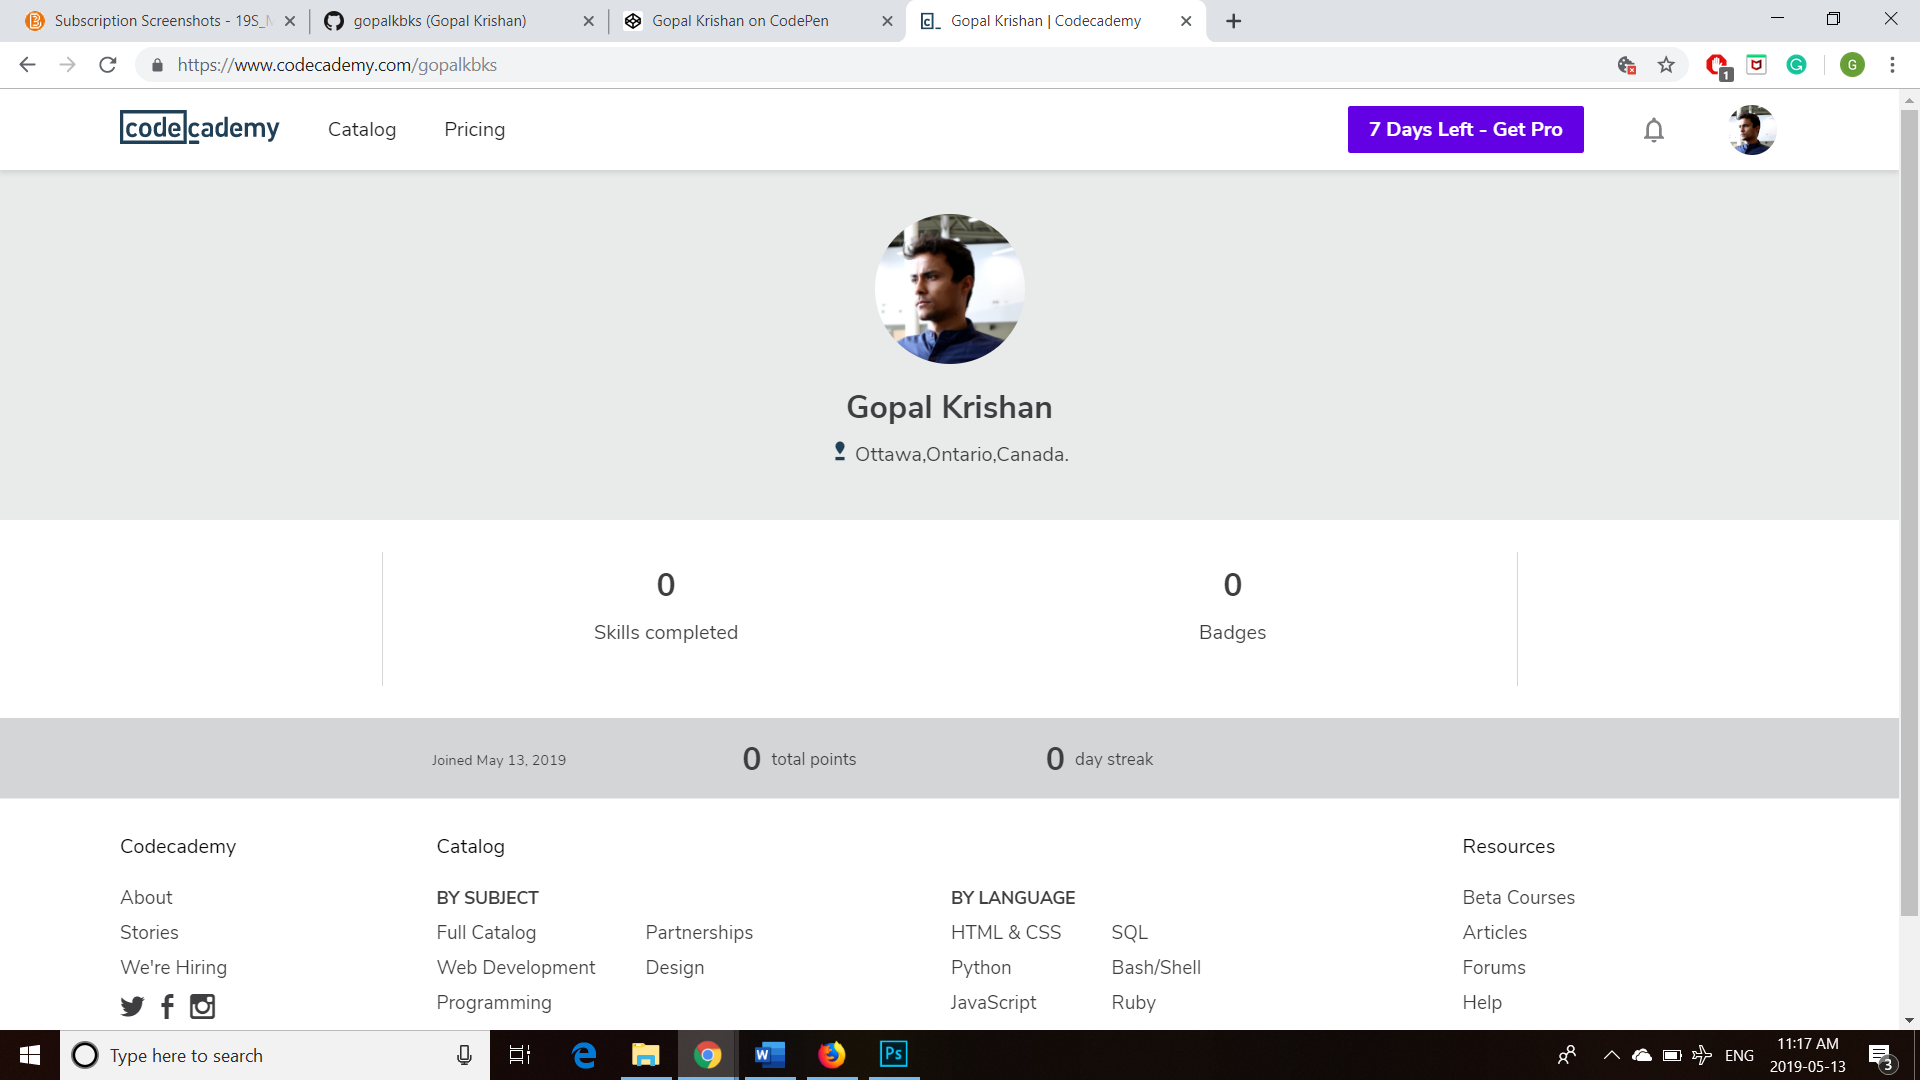 Subscription Screenshots - 19S_M
gopalkbks (Gopal Krishan)
Gopal Krishan on CodePen
Gopal Krishan | Codecademy
https://www.codecademy.com/gopalkbks
1
G
codecademy
Catalog
Pricing
7 Days Left - Get Pro
Gopal Krishan
Ottawa,Ontario,Canada.
0
Skills completed
0
Badges
Joined May 13, 2019
0 total points
0 day streak
Codecademy
About
Stories
We're Hiring
Catalog
BY SUBJECT
Full Catalog
Web Development
Programming
Partnerships
Design
BY LANGUAGE
HTML & CSS
Python
JavaScript
SQL
Bash/Shell
Ruby
Resources
Beta Courses
Articles
Forums
Help
Type here to search
Ps
ENG
11:17 AM
2019-05-13
3